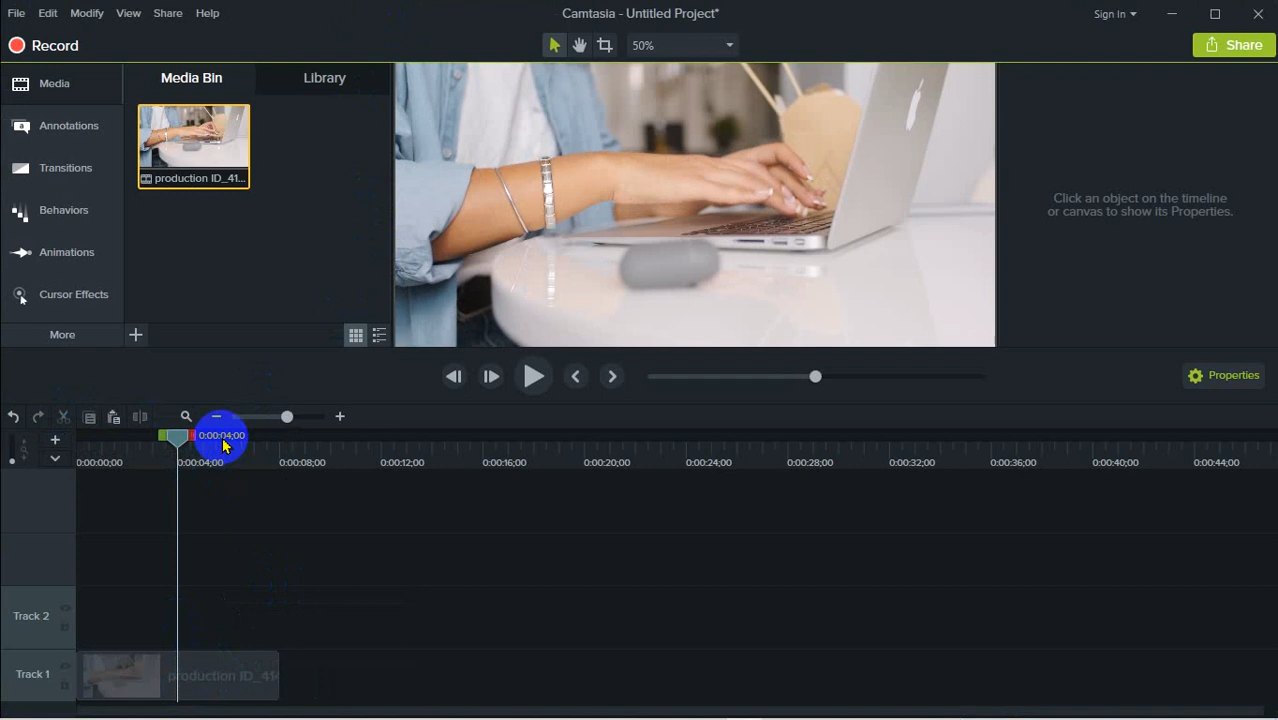 File Edit Modify View Share Help
Camtasia - Untitled Project*
Sign In
Record
50%
Share
Media
Media Bin
Library
Annotations
Transitions
Behaviors
Animations
Cursor Effects
More
production ID_41...
Click an object on the timeline
or canvas to show its Properties.
Properties
0:00:04;00
0:00:00;00 0:00:04;00 0:00:08;00 0:00:12;00 0:00:16;00 0:00:20;00 0:00:24;00 0:00:28;00 0:00:32;00 0:00:36;00 0:00:40;00 0:00:44;00
Track 2
Track 1
production ID_414